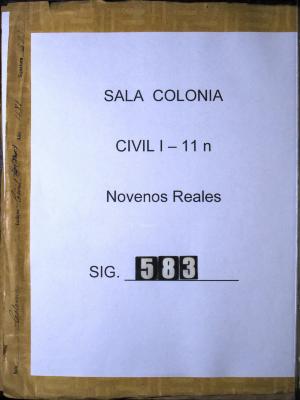 SALA COLONIA
CIVIL I – 11 n
Novenos Reales
SIG. 583